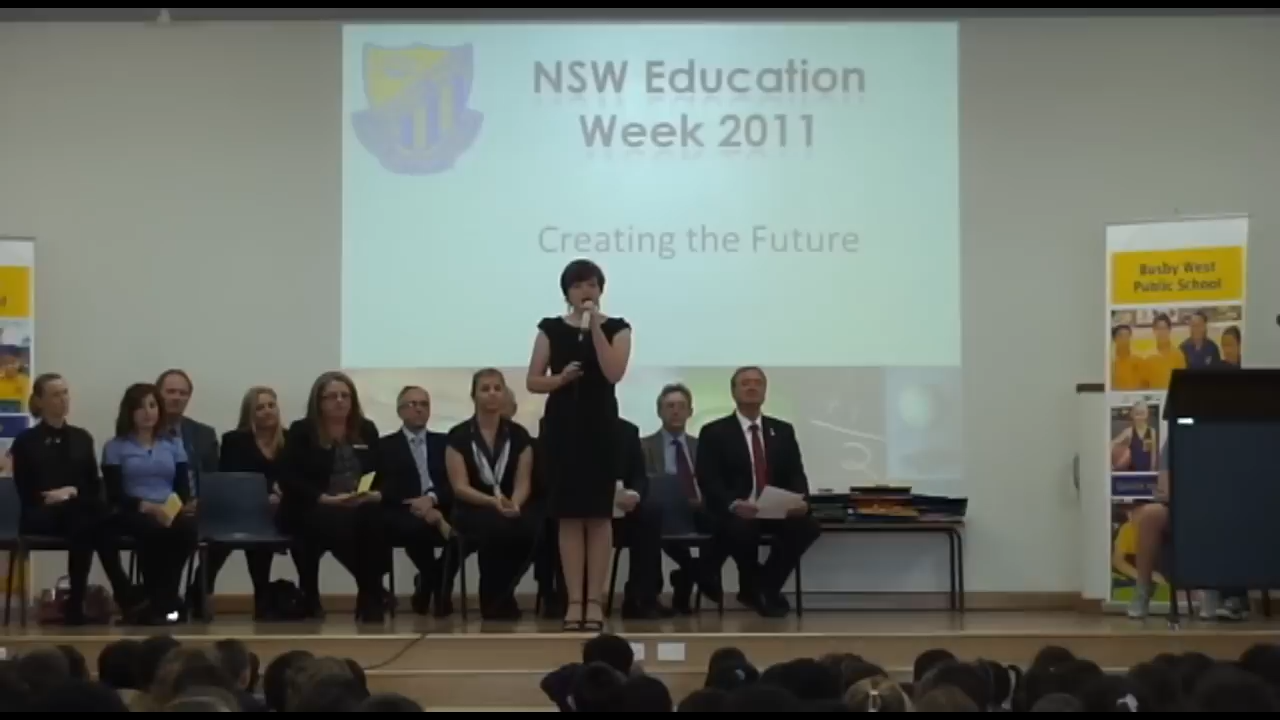 NSW Education
Week 2011
Creating the Future
Busby West
Public School